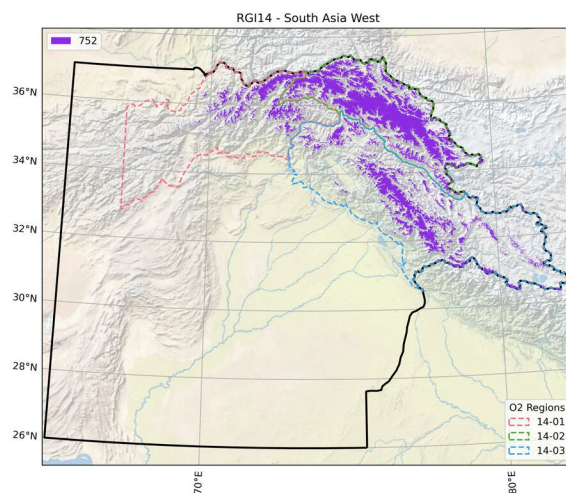 RGI14 - South Asia West
752
36°N
34°N
32°N
30°N
28°N
26°N
70°E
80°E
O2 Regions
14-01
14-02
14-03